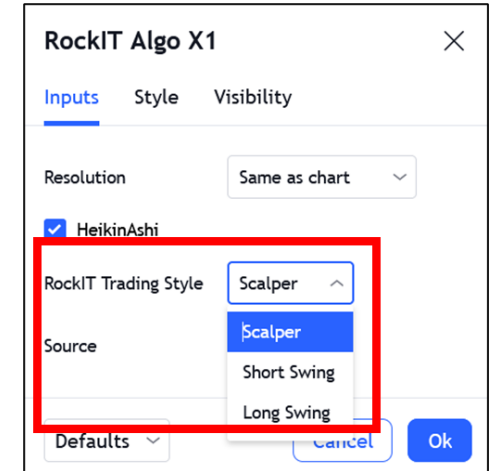 RockIT Algo X1
Inputs Style Visibility
Resolution Same as chart
HeikinAshi
RockIT Trading Style Scalper
Scalper
Source
Short Swing
Long Swing
Defaults Cancel Ok